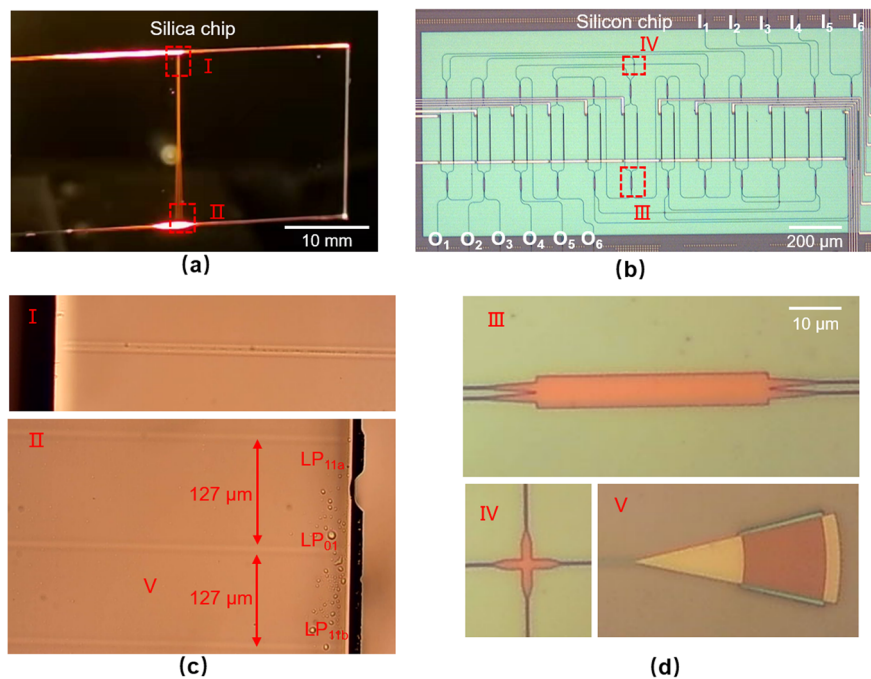 Silica chip
I
II
10 mm
(a)
Silicon chip
I1 I2 I3 I4 I5 I6
IV
III
O1 O2 O3 O4 O5 O6
200 μm
(b)
I
II
LP11a
127 μm
LP01
V
127 μm
LP11b
(c)
III
10 μm
IV
V
(d)